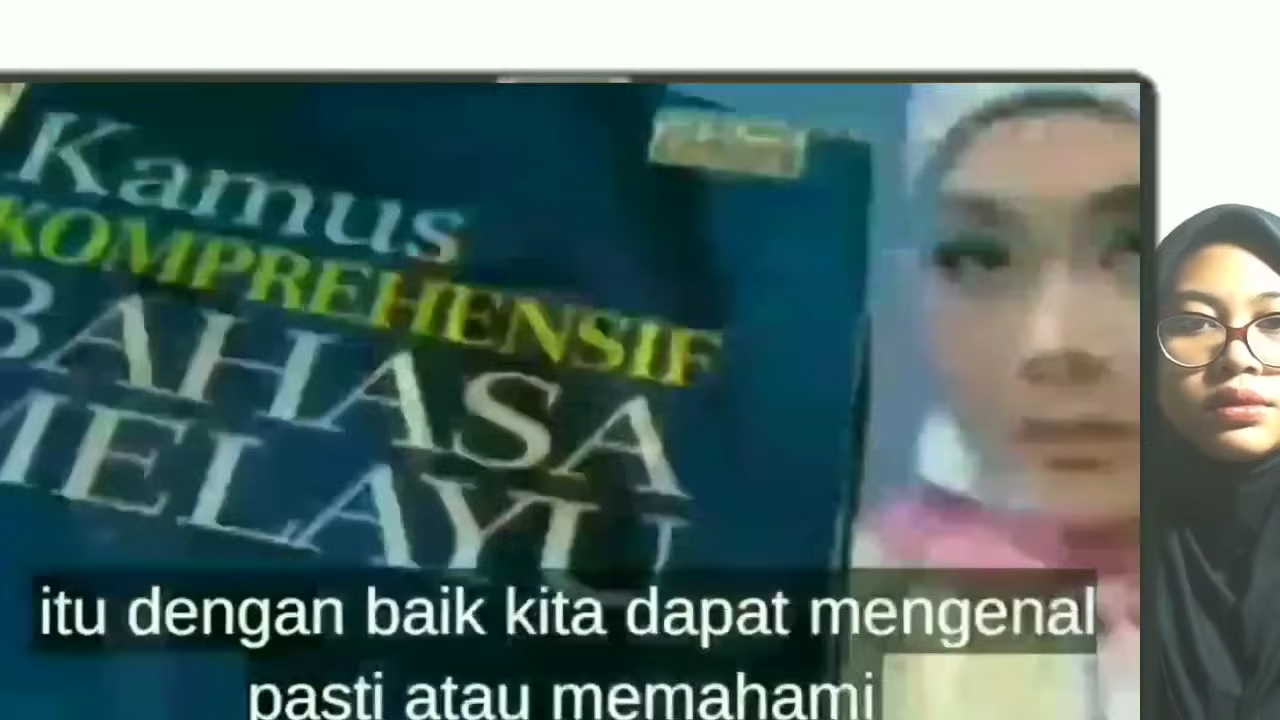 Kamus
KOMPREHENSIF
BAHASA
MELAYU
itu dengan baik kita dapat mengenal
pasti atau memahami